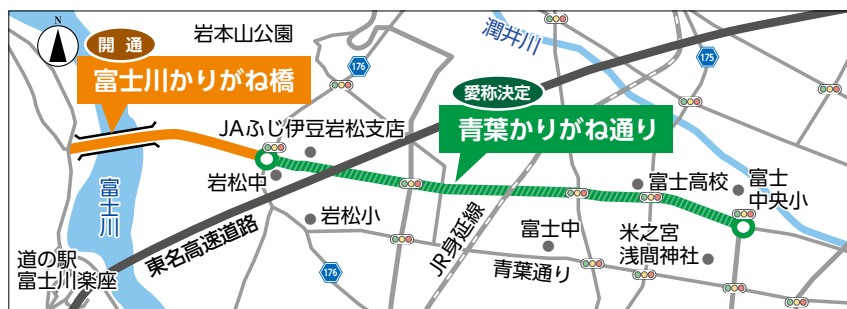 N
岩本山公園
開通
富士川かりがね橋
176
潤井川
175
愛称決定
青葉かりがね通り
JAふじ伊豆岩松支店
岩松中
富士高校
富士
中央小
富士川
岩松小
東名高速道路
JR身延線
富士中
米之宮
浅間神社
青葉通り
道の駅
富士川楽座
176